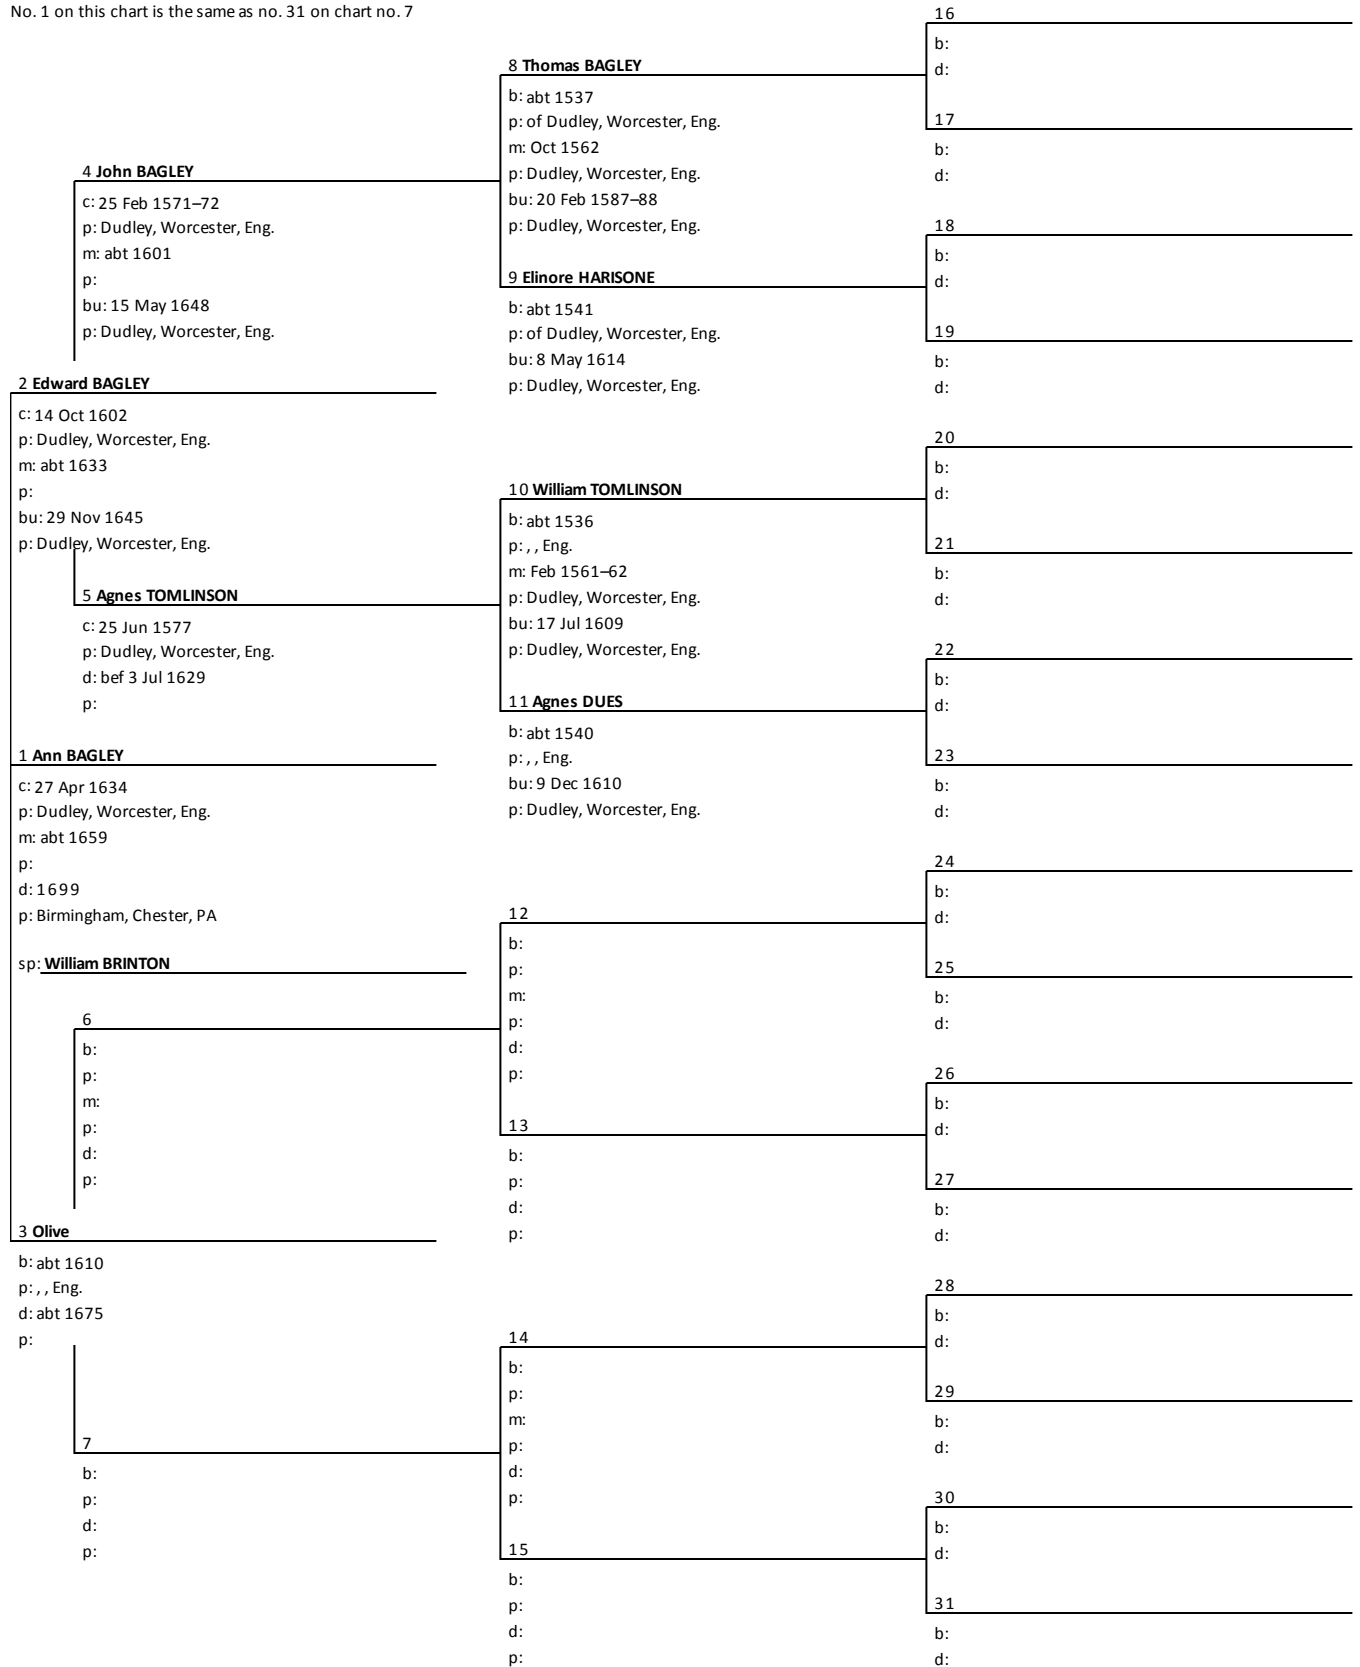 No. 1 on this chart is the same as no. 31 on chart no. 7
4 John BAGLEY
c: 25 Feb 1571–72
p: Dudley, Worcester, Eng.
m: abt 1601
p:
bu: 15 May 1648
p: Dudley, Worcester, Eng.
2 Edward BAGLEY
c: 14 Oct 1602
p: Dudley, Worcester, Eng.
m: abt 1633
p:
bu: 29 Nov 1645
p: Dudley, Worcester, Eng.
5 Agnes TOMLINSON
c: 25 Jun 1577
p: Dudley, Worcester, Eng.
d: bef 3 Jul 1629
p:
1 Ann BAGLEY
c: 27 Apr 1634
p: Dudley, Worcester, Eng.
m: abt 1659
p:
d: 1699
p: Birmingham, Chester, PA
sp: William BRINTON
6
b:
p:
m:
p:
d:
p:
3 Olive
b: abt 1610
p: , , Eng.
d: abt 1675
p:
7
b:
p:
d:
p:
8 Thomas BAGLEY
b: abt 1537
p: of Dudley, Worcester, Eng.
m: Oct 1562
p: Dudley, Worcester, Eng.
bu: 20 Feb 1587–88
p: Dudley, Worcester, Eng.
9 Elinore HARISONE
b: abt 1541
p: of Dudley, Worcester, Eng.
bu: 8 May 1614
p: Dudley, Worcester, Eng.
10 William TOMLINSON
b: abt 1536
p: , , Eng.
m: Feb 1561–62
p: Dudley, Worcester, Eng.
bu: 17 Jul 1609
p: Dudley, Worcester, Eng.
11 Agnes DUES
b: abt 1540
p: , , Eng.
bu: 9 Dec 1610
p: Dudley, Worcester, Eng.
12
b:
p:
m:
p:
d:
p:
13
b:
p:
d:
p:
14
b:
p:
m:
p:
d:
p:
15
b:
p:
d:
p:
16
b:
d:
17
b:
d:
18
b:
d:
19
b:
d:
20
b:
d:
21
b:
d:
22
b:
d:
23
b:
d:
24
b:
d:
25
b:
d:
26
b:
d:
27
b:
d:
28
b:
d:
29
b:
d:
30
b:
d:
31
b:
d: